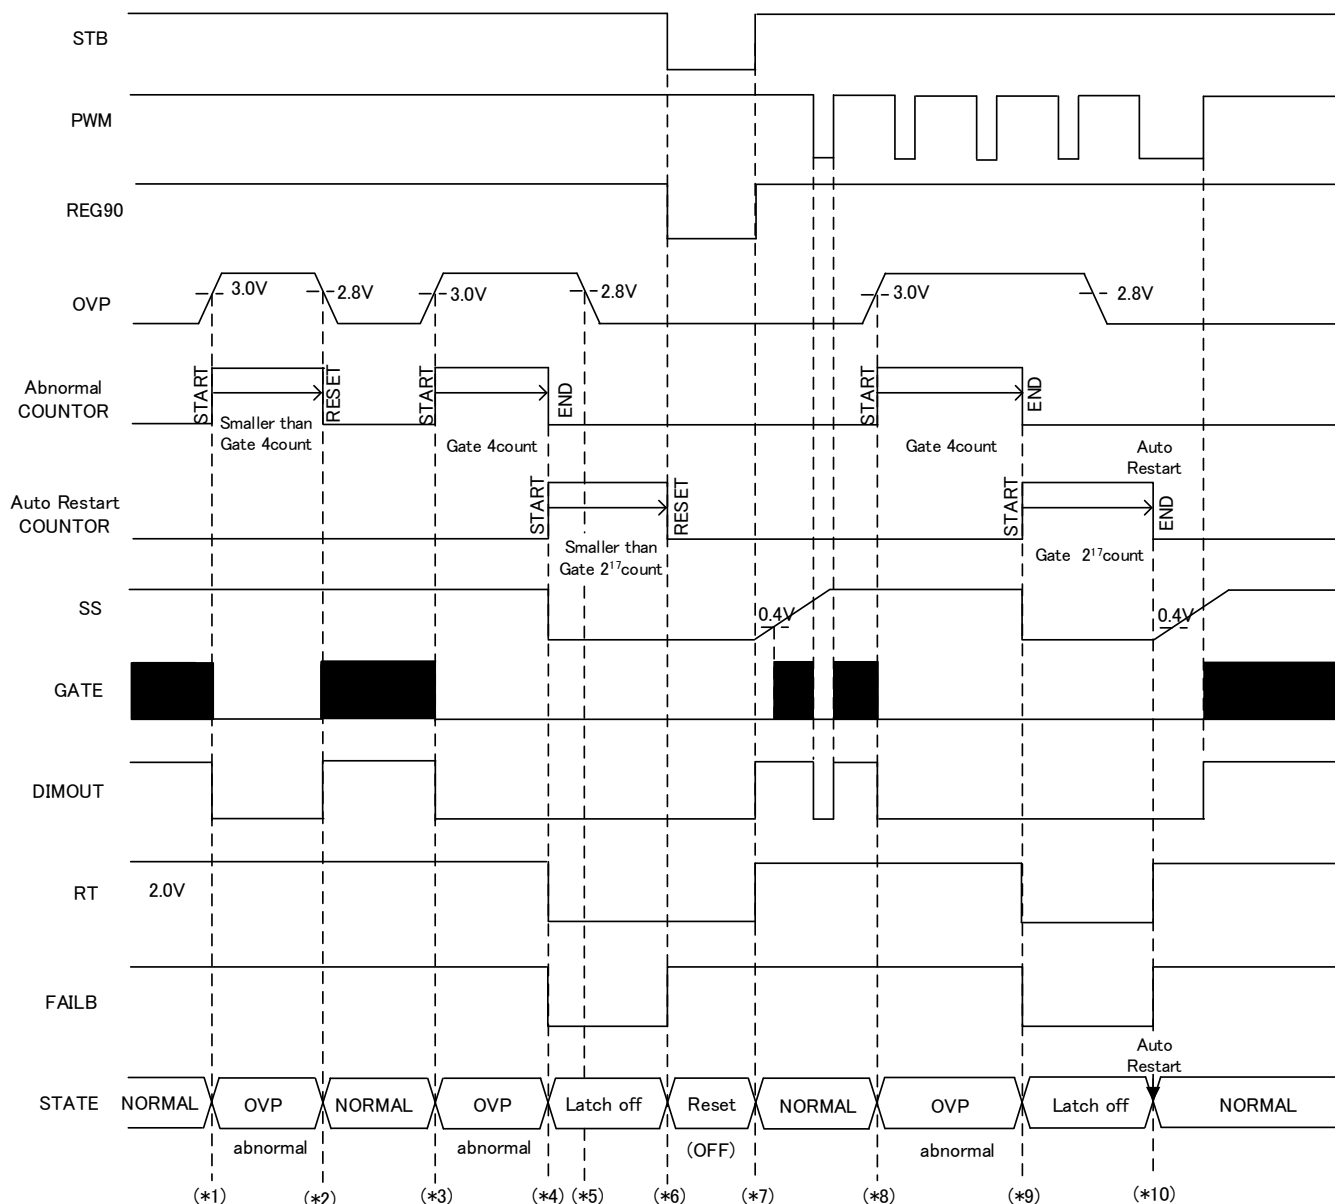 STB
PWM
REG90
OVP
3.0V
2.8V
3.0V
2.8V
3.0V
2.8V
Abnormal
COUNTOR
START
RESET
START
END
START
END
Smaller than
Gate 4count
Gate 4count
Gate 4count
Auto
Restart
Auto Restart
COUNTOR
START
RESET
START
END
Smaller than
Gate 2¹⁷count
Gate 2¹⁷count
SS
0.4V
0.4V
GATE
DIMOUT
RT
2.0V
FAILB
Auto
Restart
STATE
NORMAL
OVP
NORMAL
OVP
Latch off
Reset
NORMAL
OVP
Latch off
NORMAL
abnormal
abnormal
(OFF)
abnormal
(*1)
(*2)
(*3)
(*4)
(*5)
(*6)
(*7)
(*8)
(*9)
(*10)